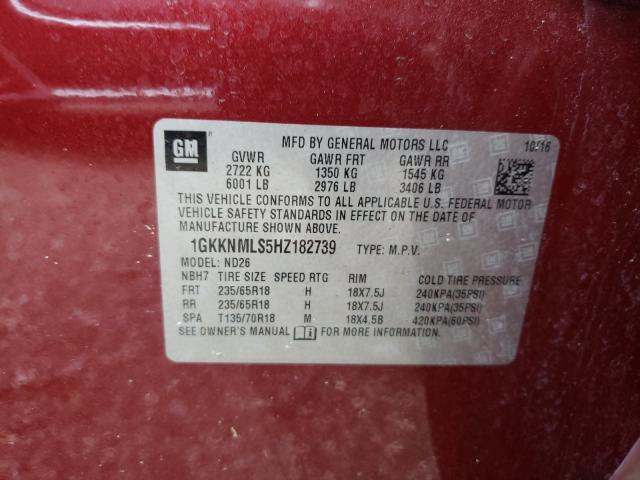 GM
MFD BY GENERAL MOTORS LLC 10/16
GVWR GAWR FRT GAWR RR
2722 KG 1350 KG 1545 KG
6001 LB 2976 LB 3406 LB
THIS VEHICLE CONFORMS TO ALL APPLICABLE U.S. FEDERAL MOTOR
VEHICLE SAFETY STANDARDS IN EFFECT ON THE DATE OF
MANUFACTURE SHOWN ABOVE.
1GKKNMLS5HZ182739 TYPE: M.P.V.
MODEL: ND26
NBH7 TIRE SIZE SPEED RTG RIM COLD TIRE PRESSURE
FRT 235/65R18 H 18X7.5J 240KPA(35PSI)
RR 235/65R18 H 18X7.5J 240KPA(35PSI)
SPA T135/70R18 M 18X4.5B 420KPA(60PSI)
SEE OWNER'S MANUAL FOR MORE INFORMATION.